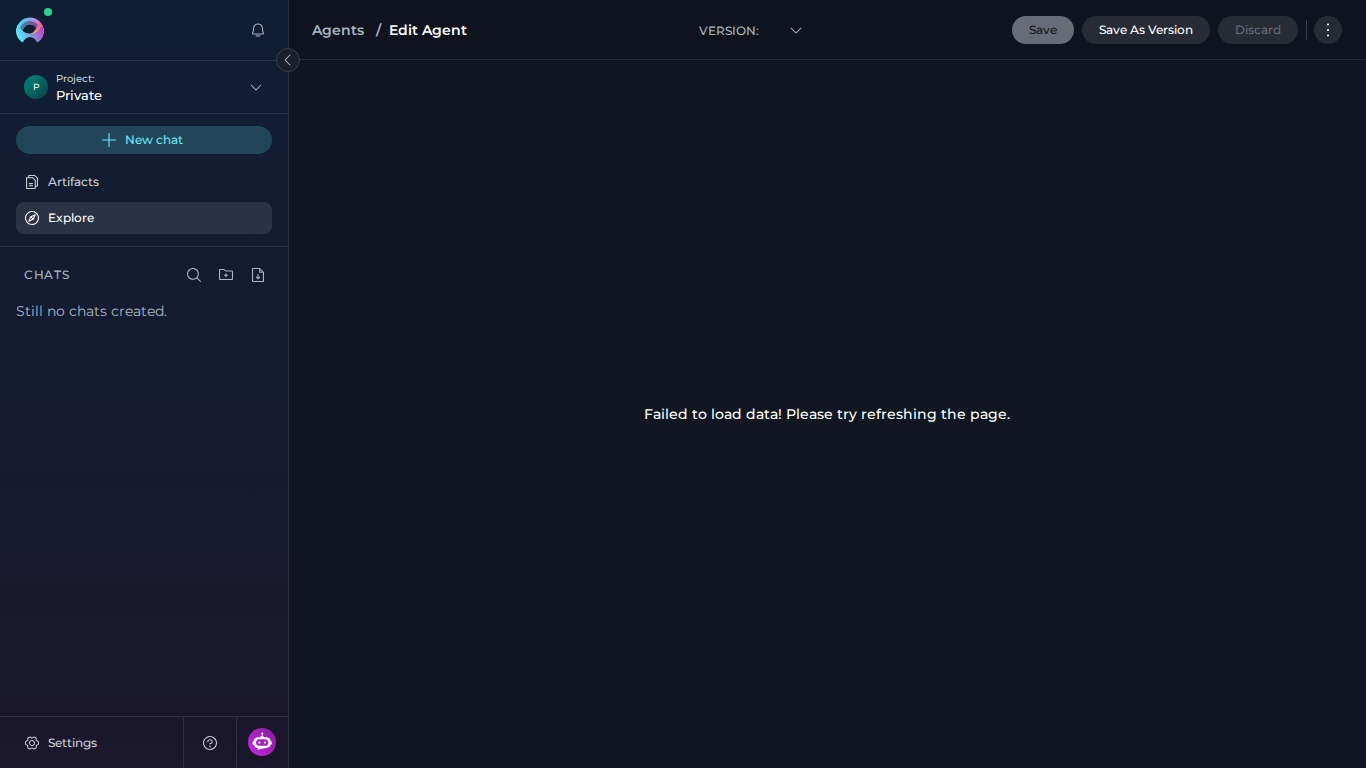 Agents / Edit Agent
VERSION:
Save
Save As Version
Discard
P
Project:
Private
New chat
Artifacts
Explore
CHATS
Still no chats created.
Failed to load data! Please try refreshing the page.
Settings